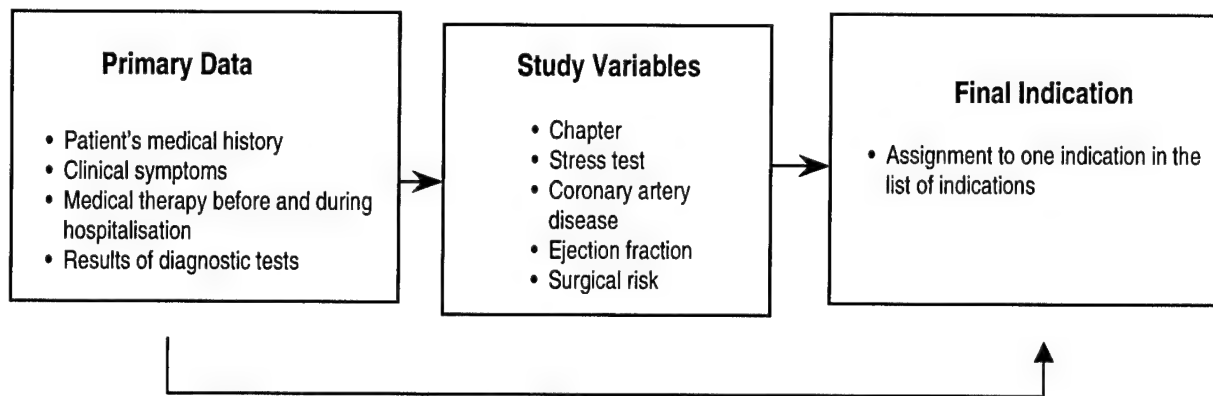 Primary Data
• Patient's medical history
• Clinical symptoms
• Medical therapy before and during
hospitalisation
• Results of diagnostic tests
Study Variables
• Chapter
• Stress test
• Coronary artery
disease
• Ejection fraction
• Surgical risk
Final Indication
• Assignment to one indication in the
list of indications